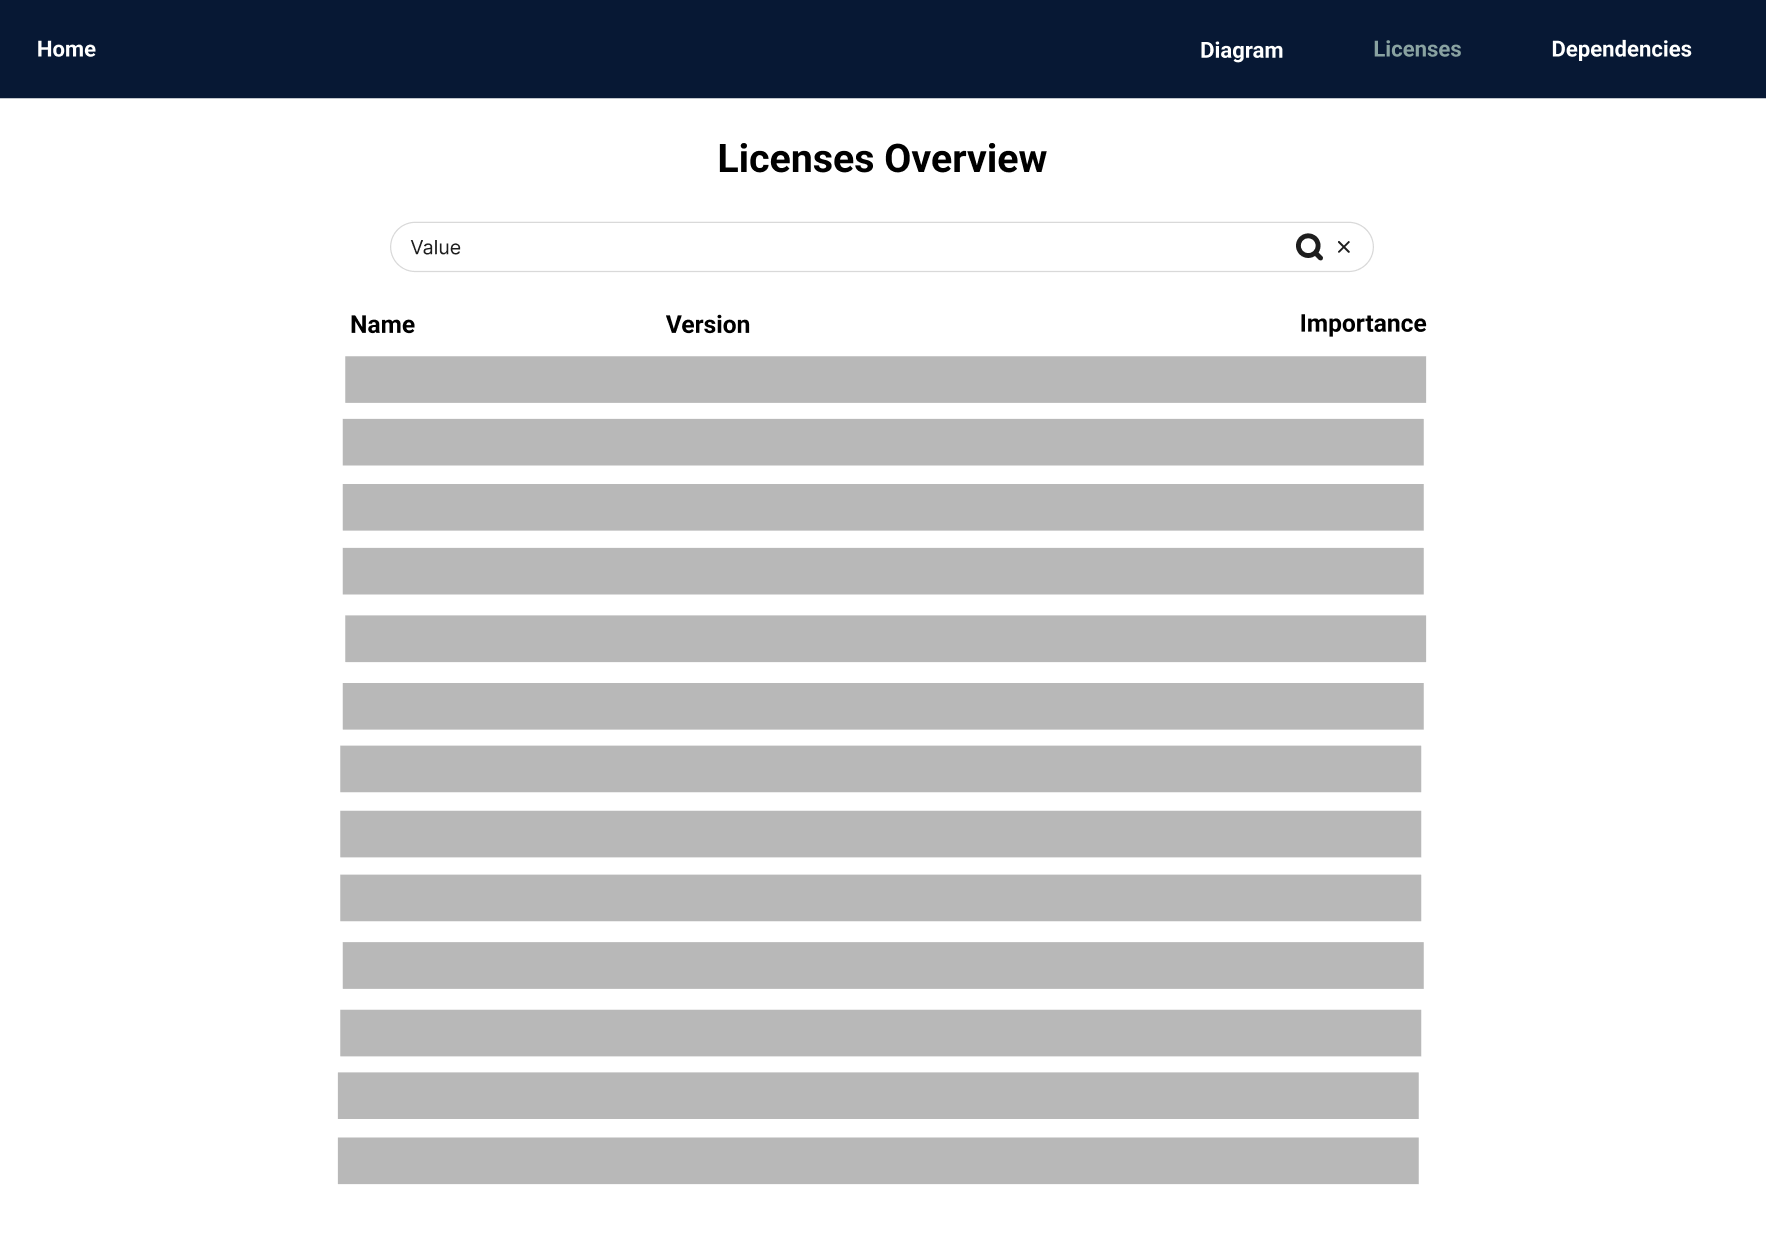 Home Diagram Licenses Dependencies
Licenses Overview
Value
Name Version Importance